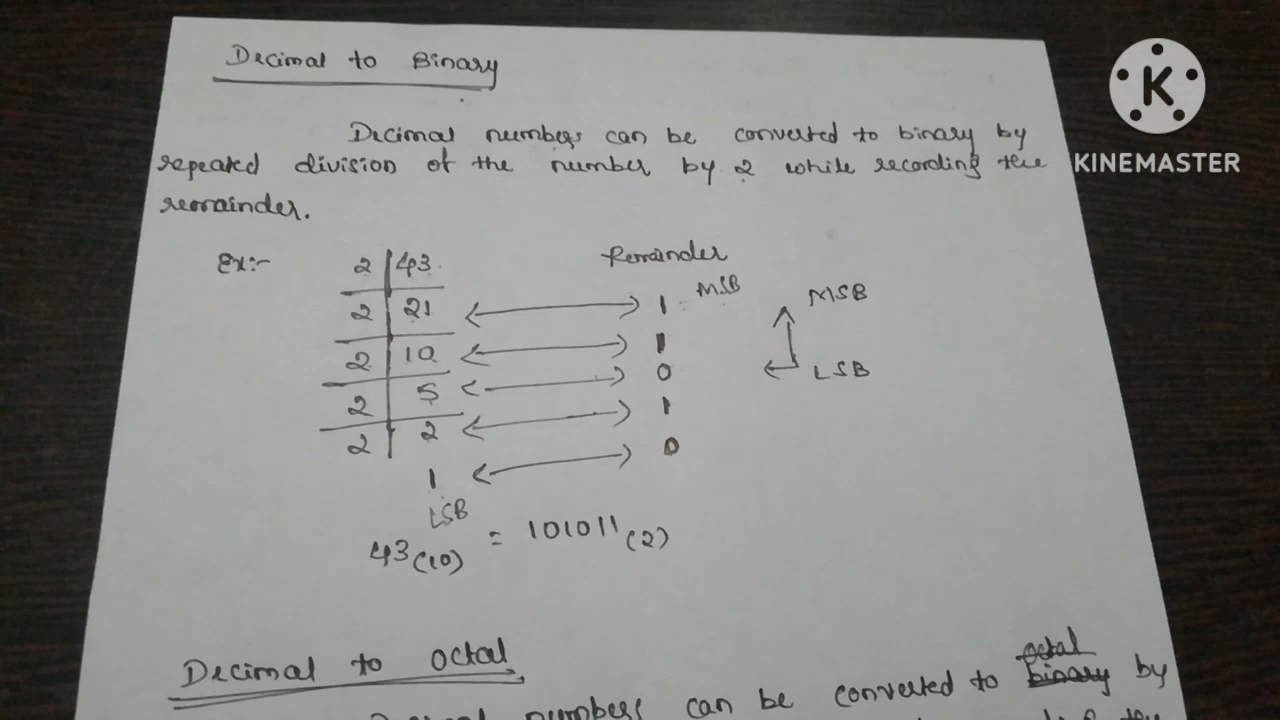 Decimal to Binary
K
KINEMASTER
Decimal numbers can be converted to binary by
repeated division of the number by 2 while recording the
remainder.
Ex:- 2 | 43 Remainder
2 | 21 1 MSB MSB
2 | 10 1
2 | 5 0 LSB
2 | 2 1
1 0
LSB
43(10) = 101011(2)
Decimal to octal
octal
numbers can be converted to binary by